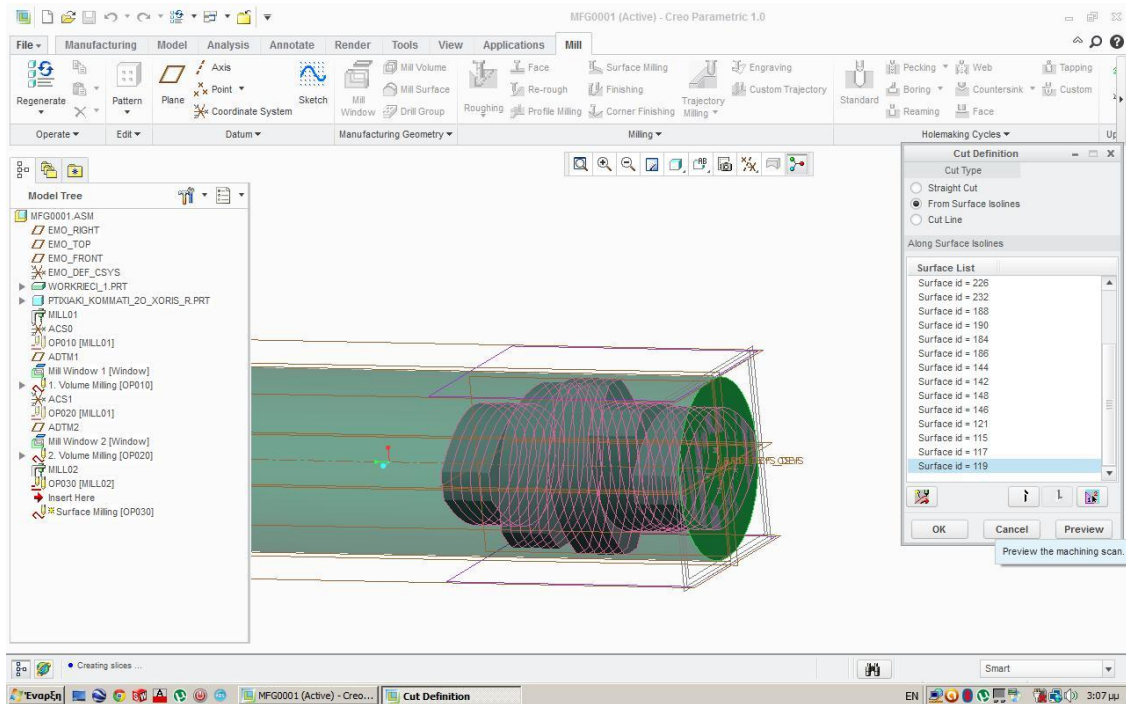 MFG0001 (Active) - Creo Parametric 1.0
File Manufacturing Model Analysis Annotate Render Tools View Applications Mill
Regenerate
Pattern
Plane
Axis
Point
Coordinate System
Sketch
Mill Window
Mill Volume
Mill Surface
Drill Group
Roughing
Face
Re-rough
Profile Milling
Surface Milling
Finishing
Corner Finishing
Trajectory Milling
Engraving
Custom Trajectory
Standard
Pecking
Boring
Reaming
Web
Countersink
Face
Tapping
Custom
Operate Edit Datum Manufacturing Geometry Milling Holemaking Cycles Up
Model Tree
MFG0001.ASM
EMO_RIGHT
EMO_TOP
EMO_FRONT
EMO_DEF_CSYS
WORKRIECI_1.PRT
PTIXIAKI_KOMMATI_2O_XORIS_R.PRT
MILL01
ACS0
OP010 [MILL01]
ADTM1
Mill Window 1 [Window]
1. Volume Milling [OP010]
ACS1
OP020 [MILL01]
ADTM2
Mill Window 2 [Window]
2. Volume Milling [OP020]
MILL02
OP030 [MILL02]
Insert Here
Surface Milling [OP030]
Cut Definition
Cut Type
Straight Cut
From Surface Isolines
Cut Line
Along Surface Isolines
Surface List
Surface id = 226
Surface id = 232
Surface id = 188
Surface id = 190
Surface id = 184
Surface id = 186
Surface id = 144
Surface id = 142
Surface id = 148
Surface id = 146
Surface id = 121
Surface id = 115
Surface id = 117
Surface id = 119
OK Cancel Preview
Preview the machining scan.
Creating slices ...
Smart
Έναρξη
MFG0001 (Active) - Creo...
Cut Definition
EN
3:07 μμ